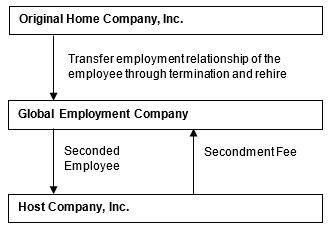 Original Home Company, Inc.
Transfer employment relationship of the
employee through termination and rehire
Global Employment Company
Seconded
Employee
Secondment Fee
Host Company, Inc.